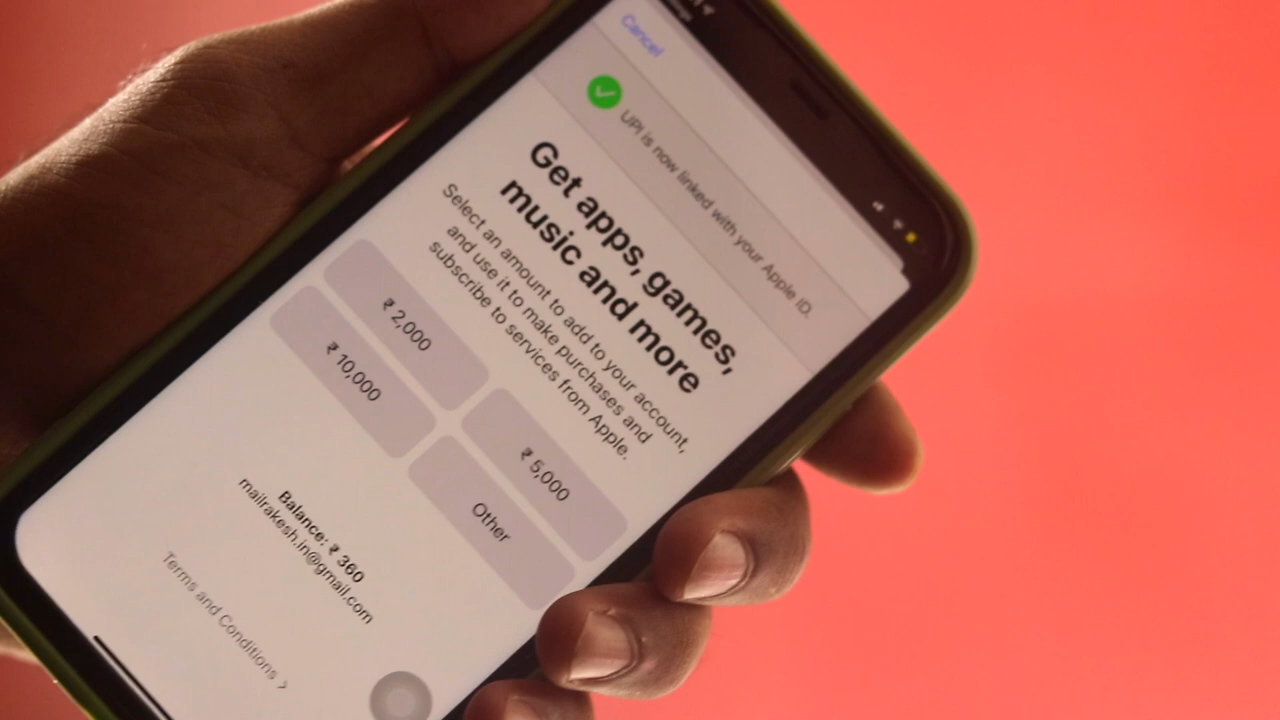 Cancel
UPI is now linked with your Apple ID.
Get apps, games,
music and more
Select an amount to add to your account,
and use it to make purchases and
subscribe to services from Apple.
₹ 2,000
₹ 5,000
₹ 10,000
Other
Balance: ₹ 360
mailrakesh.in@gmail.com
Terms and Conditions >